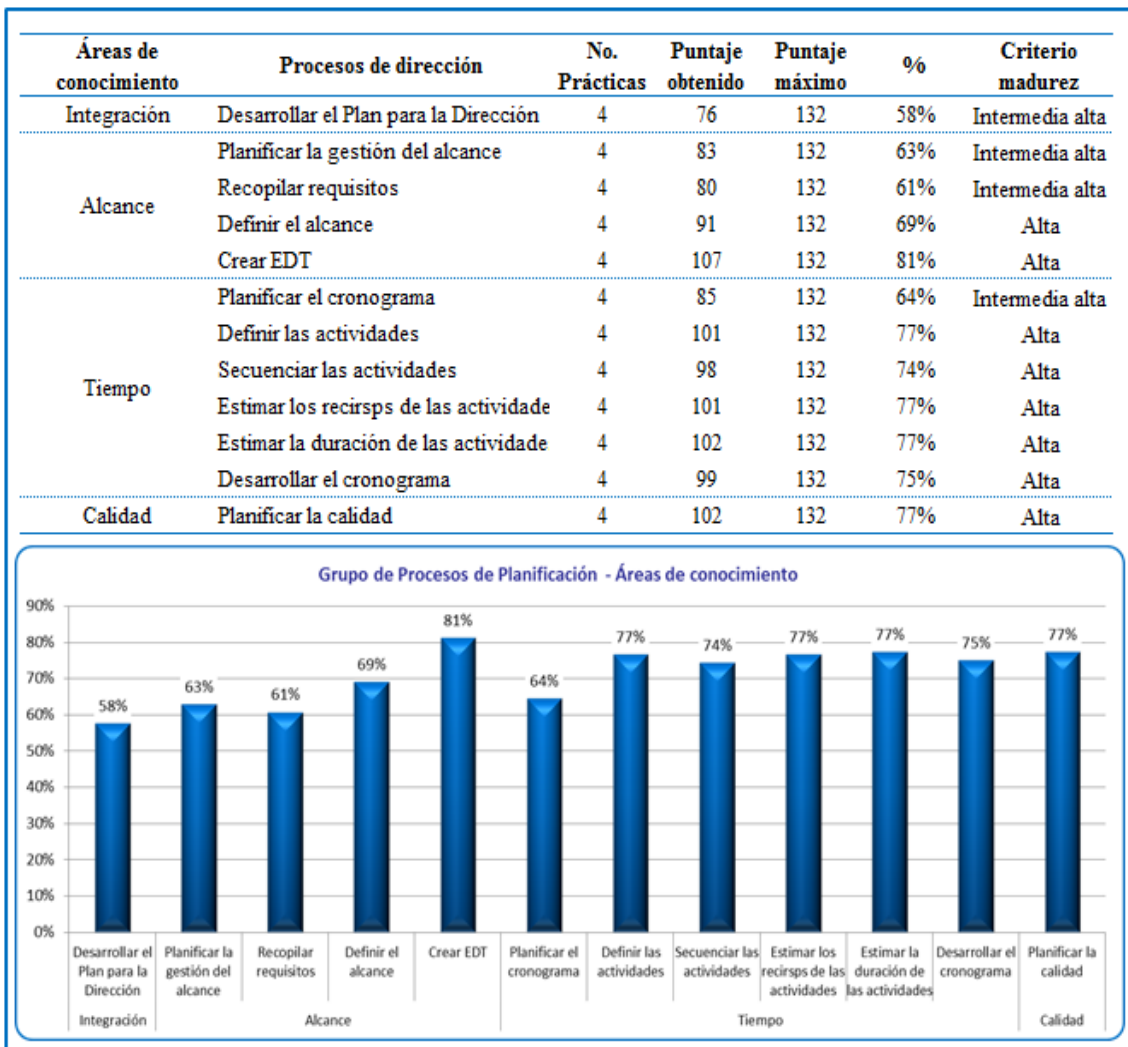 Áreas de conocimiento Procesos de dirección No. Prácticas Puntaje obtenido Puntaje máximo % Criterio madurez
Integración Desarrollar el Plan para la Dirección 4 76 132 58% Intermedia alta
Alcance
Planificar la gestión del alcance 4 83 132 63% Intermedia alta
Recopilar requisitos 4 80 132 61% Intermedia alta
Definir el alcance 4 91 132 69% Alta
Crear EDT 4 107 132 81% Alta
Tiempo
Planificar el cronograma 4 85 132 64% Intermedia alta
Definir las actividades 4 101 132 77% Alta
Secuenciar las actividades 4 98 132 74% Alta
Estimar los recirsps de las actividade 4 101 132 77% Alta
Estimar la duración de las actividade 4 102 132 77% Alta
Desarrollar el cronograma 4 99 132 75% Alta
Calidad Planificar la calidad 4 102 132 77% Alta
Grupo de Procesos de Planificación - Áreas de conocimiento
90%
80%
70%
60%
50%
40%
30%
20%
10%
0%
58% 63% 61% 69% 81% 64% 77% 74% 77% 77% 75% 77%
Desarrollar el Plan para la Dirección
Planificar la gestión del alcance
Recopilar requisitos
Definir el alcance
Crear EDT
Planificar el cronograma
Definir las actividades
Secuenciar las actividades
Estimar los recirsps de las actividades
Estimar la duración de las actividades
Desarrollar el cronograma
Planificar la calidad
Integración Alcance Tiempo Calidad